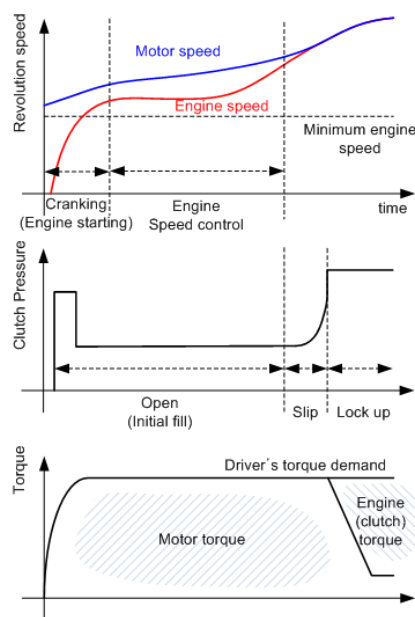 Revolution speed
Motor speed
Engine speed
Minimum engine
speed
Cranking
(Engine starting)
Engine
Speed control
time
Clutch Pressure
Open
(Initial fill)
Slip
Lock up
Torque
Driver`s torque demand
Motor torque
Engine
(clutch)
torque